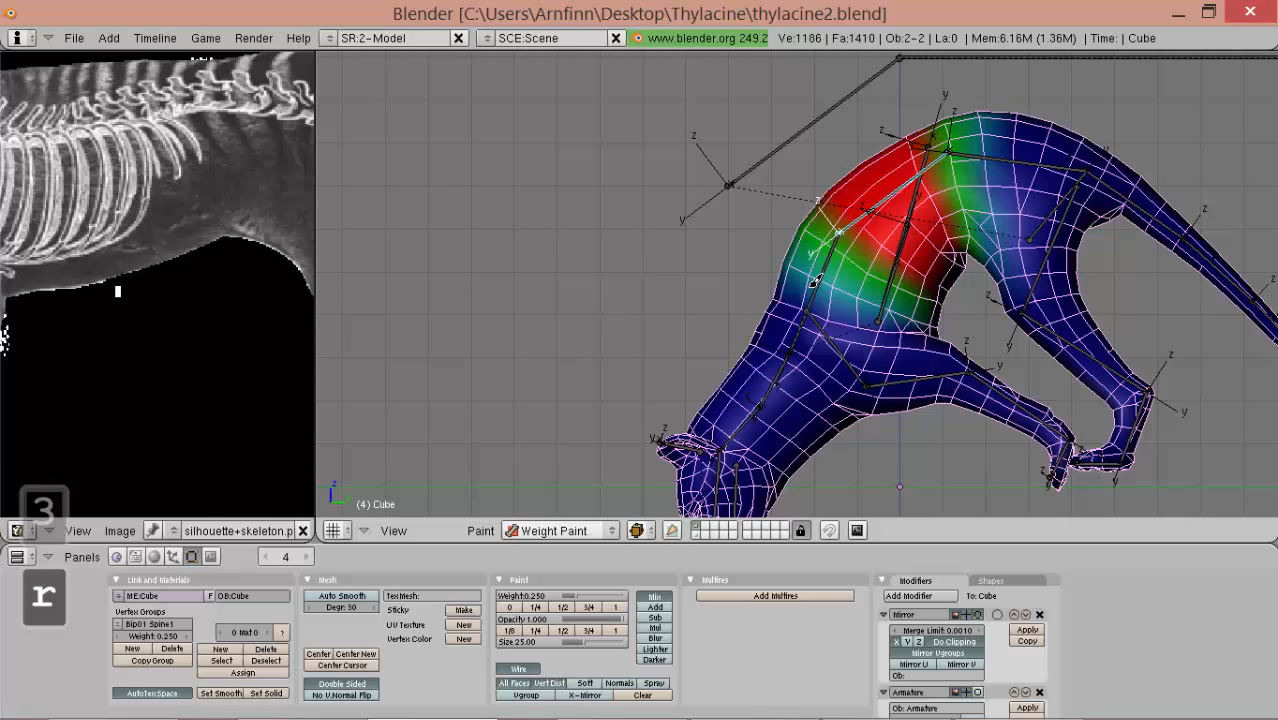 Blender [C:\Users\Arnfinn\Desktop\Thylacine\thylacine2.blend]
File Add Timeline Game Render Help SR:2-Model SCE:Scene www.blender.org 249.2 Ve:1166 | Fa:1410 | Ob:2-2 | La:0 | Mem:6.16M (1.36M) | Time: | Cube
z
y
(4) Cube
3
View Image silhouette+skeleton.p View Paint Weight Paint
Panels 4
r
Link and Materials
ME:Cube F OB:Cube
Vertex Groups
Bip01 Spine1
Weight: 0.250 0 Mat 0 ?
New Delete New Delete
Copy Group Select Deselect
Assign
AutoTexSpace Set Smooth Set Solid
Mesh
Auto Smooth TexMesh:
Degr: 30 Sticky Make
UV Texture New
Vertex Color New
Center Center New
Center Cursor
Double Sided
No V.Normal Flip
Paint
Weight:0.250 Mix
0 1/4 1/2 3/4 1 Add
Opacity 1.000 Sub
1/8 1/4 1/2 3/4 1 Mul
Size 25.00 Blur
Lighter
Darker
Wire
All Faces Vert Dist Soft Normals Spray
Vgroup X-Mirror Clear
Multires
Add Multires
Modifiers Shapes
Add Modifier To: Cube
Mirror
Merge Limit: 0.0010 Apply
X Y Z Do Clipping Copy
Mirror Vgroups
Mirror U Mirror V
Ob:
Armature
Ob: Armature Apply